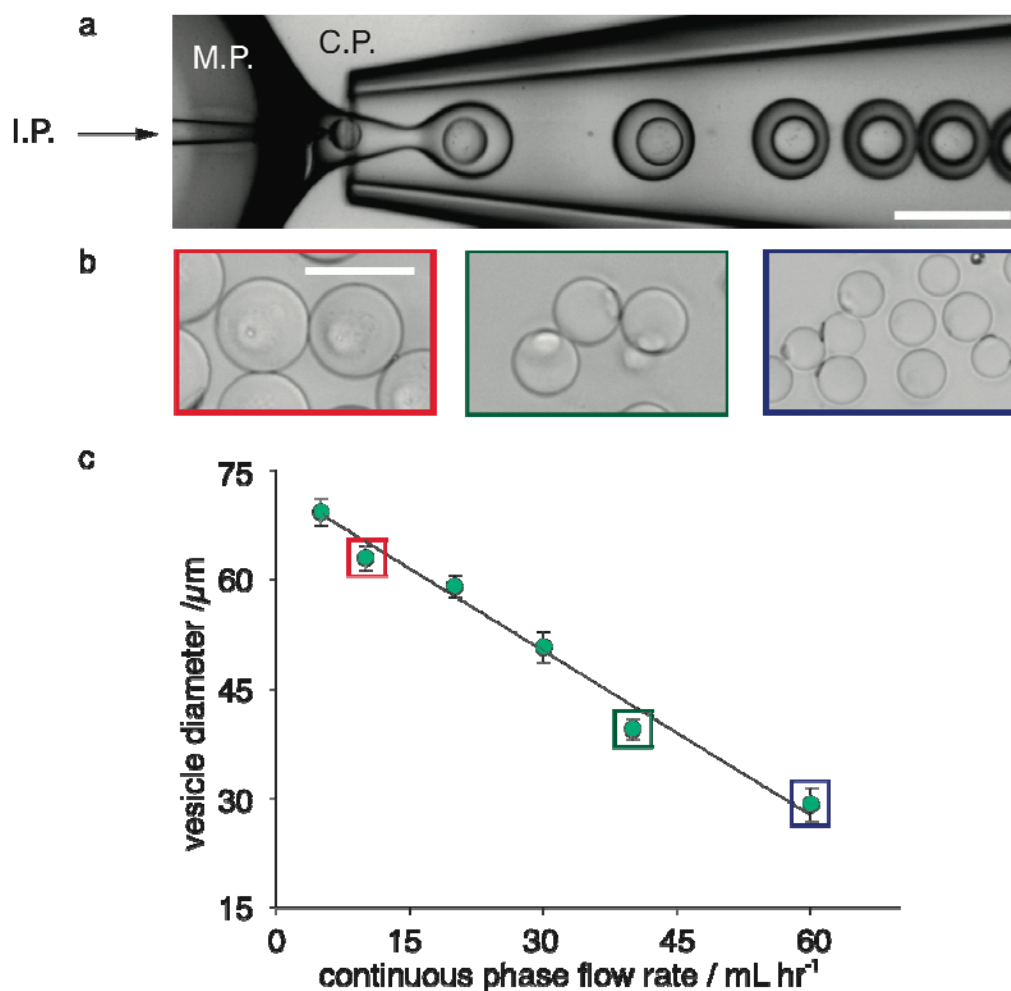 a
M.P.
C.P.
I.P.
b
c
75
60
45
30
15
0
15
30
45
60
vesicle diameter /µm
continuous phase flow rate / mL hr⁻¹